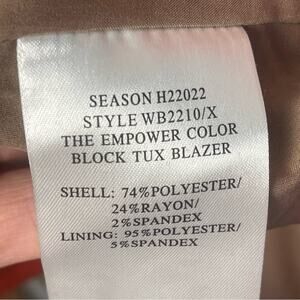 SEASON H22022
STYLE WB2210/X
THE EMPOWER COLOR
BLOCK TUX BLAZER
SHELL: 74%POLYESTER/
24%RAYON/
2%SPANDEX
LINING: 95%POLYESTER/
5%SPANDEX